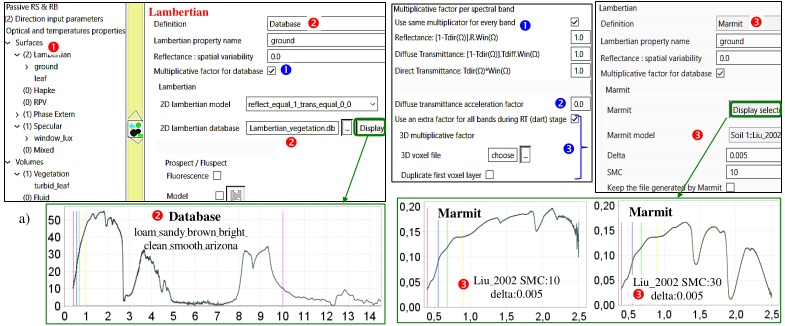 Passive RS & RB
(2) Direction input parameters
Optical and temperatures properties
Surfaces 1
(2) Lambertian
ground
leaf
(0) Hapke
(0) RPV
(1) Phase Extern
(1) Specular
window_lux
(0) Mixed
Volumes
(1) Vegetation
turbid_leaf
(0) Fluid
Lambertian
Definition Database 2
Lambertian property name ground
Reflectance : spatial variability 0.0
Multiplicative factor for database 1
Lambertian
2D lambertian model reflect_equal_1_trans_equal_0_0
2D lambertian database Lambertian_vegetation.db ... Display
2
Prospect / Fluspect
Fluorescence
Model
Multiplicative factor per spectral band
Use same multiplicator for every band
1
Reflectance: [1-Tdir(Ω)].R.Win(Ω) 1.0
Diffuse Transmittance: [1-Tdir(Ω)].Tdiff.Win(Ω) 1.0
Direct Transmittance: Tdir(Ω)*Win(Ω) 1.0
Diffuse transmittance acceleration factor 2 0.0
Use an extra factor for all bands during RT (dart) stage
3D multiplicative factor
3D voxel file choose ... 3
Duplicate first voxel layer
Lambertian
Definition Marmit 3
Lambertian property name ground
Reflectance : spatial variability 0.0
Multiplicative factor for database
Marmit
Marmit Display selecte
Marmit model 3 Soil 1::Liu_2002
Delta 0.005
SMC 10
Keep the file generated by Marmit
a)
2 Database
loam_sandy_brown_bright_
clean_smooth_arizona
50
40
30
20
10
0
0 1 2 3 4 5 6 7 8 9 10 11 12 13 14
Marmit
0,20
0,15
0,10
0,05
0,00
3 Liu_2002 SMC:10
delta:0.005
0,5 1,0 1,5 2,0 2,5
Marmit
0,20
0,15
0,10
0,05
0,00
Liu_2002 SMC:30
3 delta:0.005
0,5 1,0 1,5 2,0 2,5